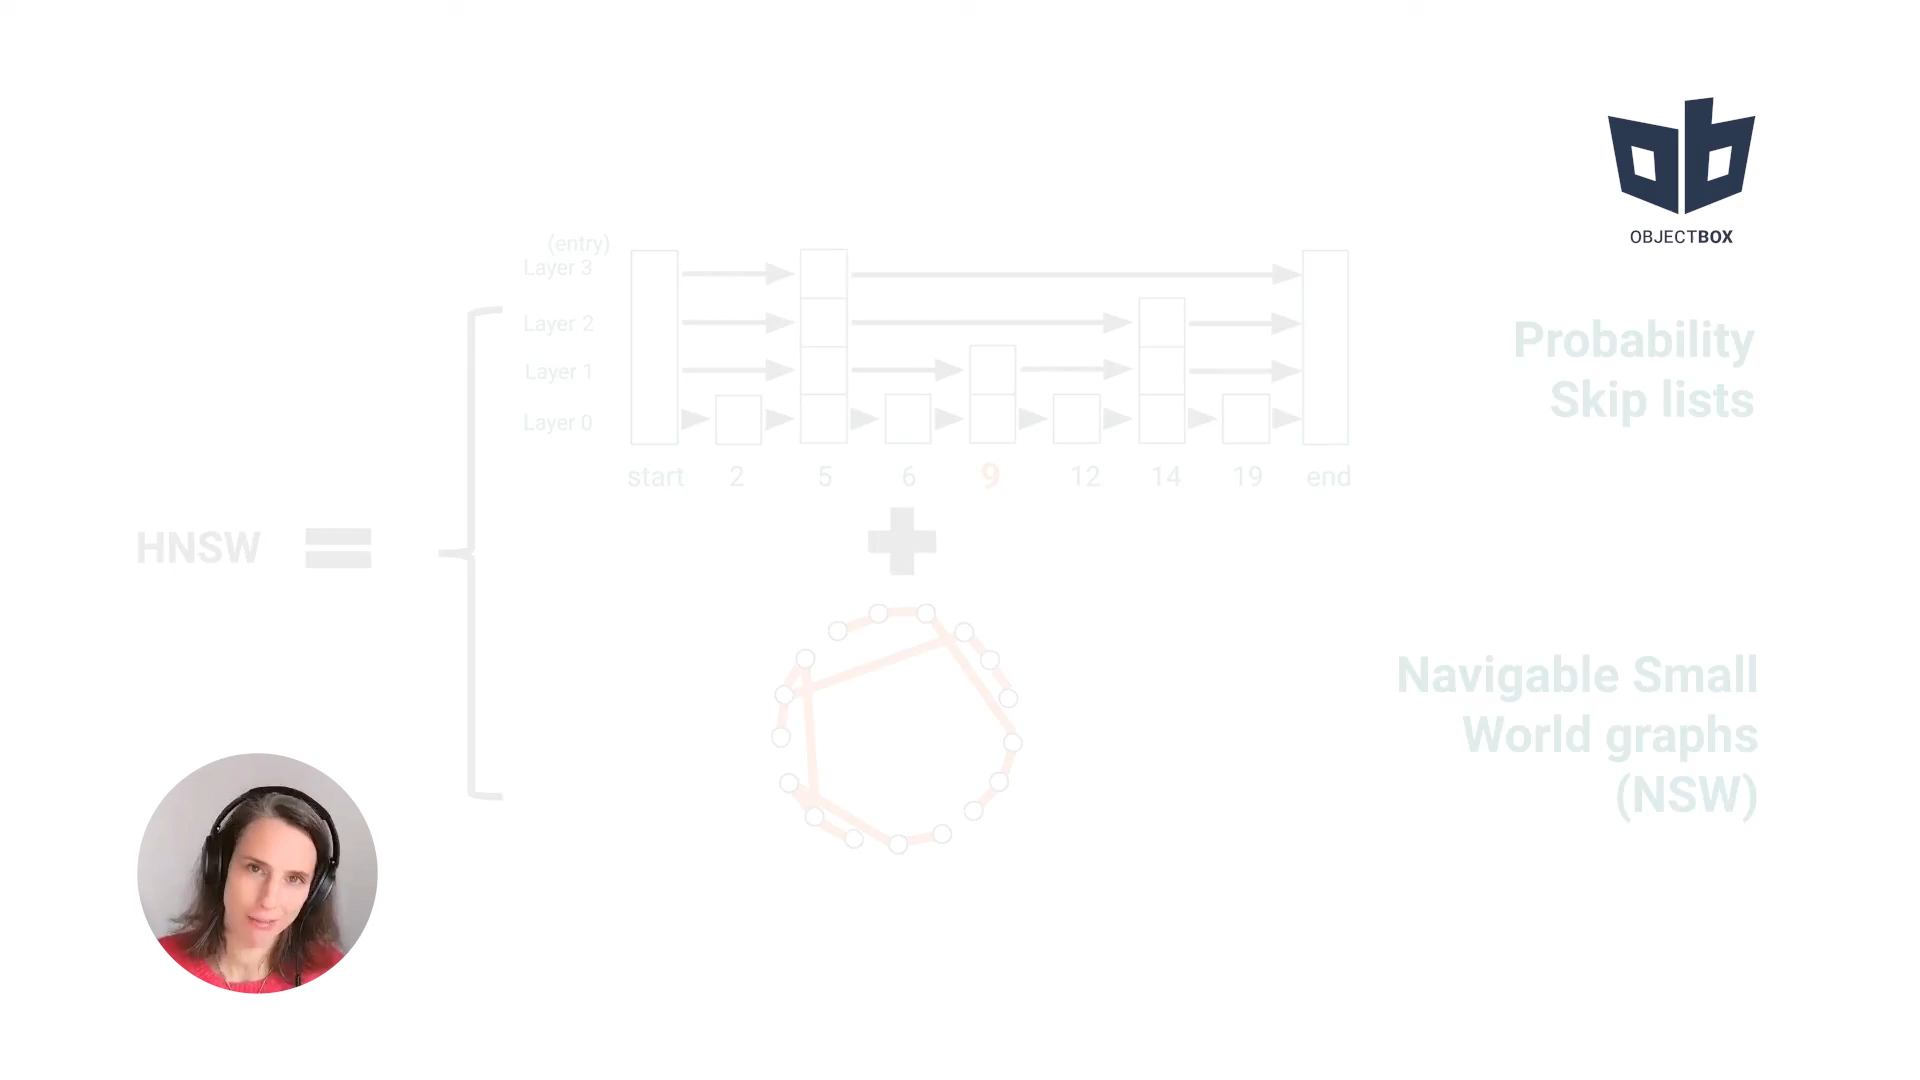 OBJECTBOX
(entry)
Layer 3
Layer 2
Layer 1
Layer 0
start 2 5 6 9 12 14 19 end
Probability
Skip lists
HNSW
Navigable Small
World graphs
(NSW)